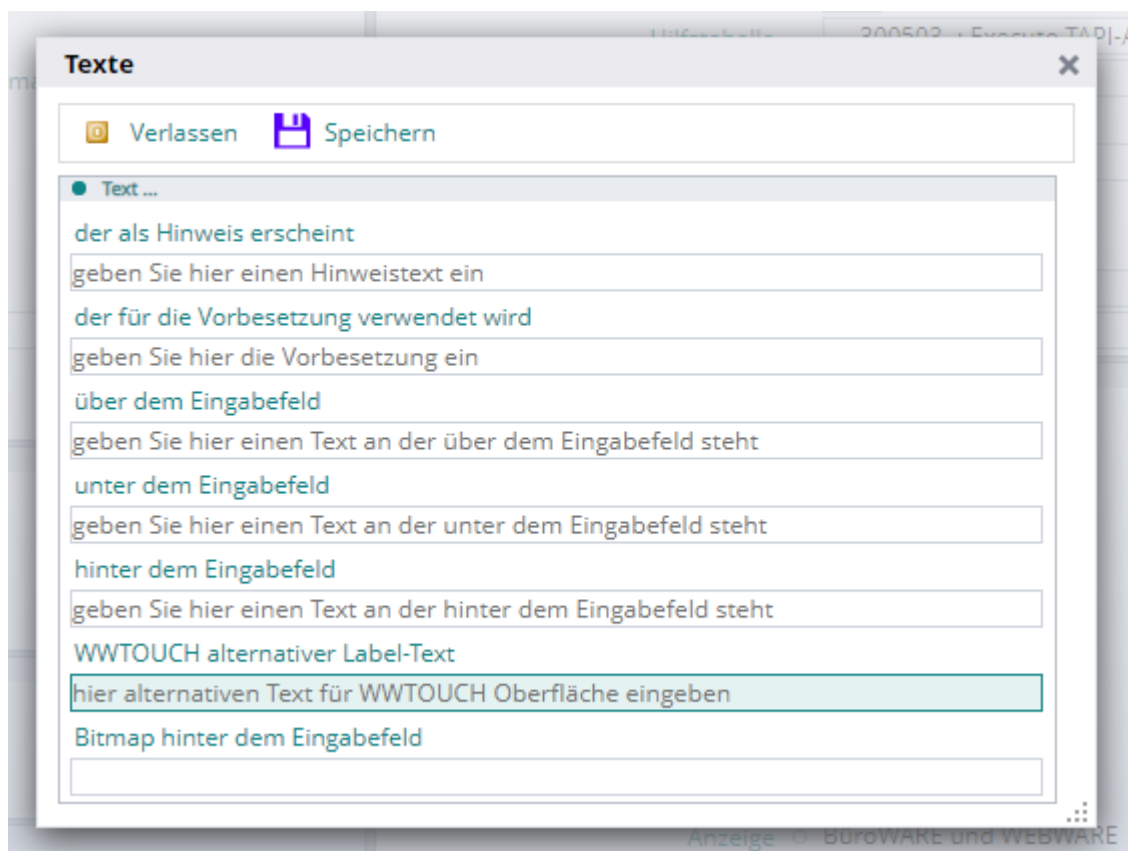 Hilfstabelle
Texte
Verlassen Speichern
Text ...
der als Hinweis erscheint
geben Sie hier einen Hinweistext ein
der für die Vorbesetzung verwendet wird
geben Sie hier die Vorbesetzung ein
über dem Eingabefeld
geben Sie hier einen Text an der über dem Eingabefeld steht
unter dem Eingabefeld
geben Sie hier einen Text an der unter dem Eingabefeld steht
hinter dem Eingabefeld
geben Sie hier einen Text an der hinter dem Eingabefeld steht
WWTOUCH alternativer Label-Text
hier alternativen Text für WWTOUCH Oberfläche eingeben
Bitmap hinter dem Eingabefeld
Anzeige BüroWARE und WEBWARE